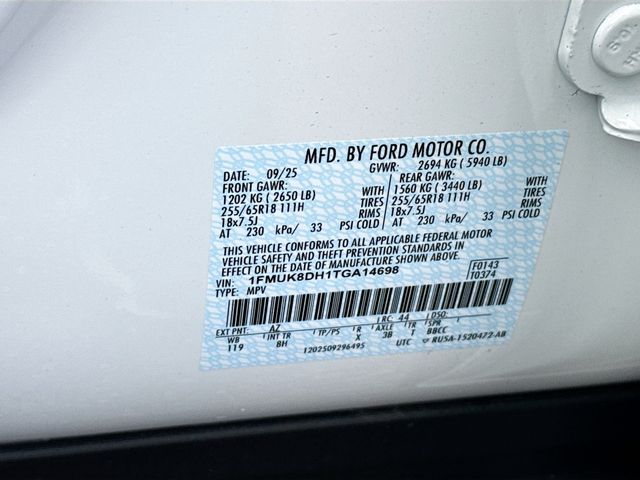 MFD. BY FORD MOTOR CO.
DATE: 09/25 GVWR: 2694 KG ( 5940 LB)
FRONT GAWR: REAR GAWR:
1202 KG ( 2650 LB) WITH 1560 KG ( 3440 LB) WITH
255/65R18 111H TIRES 255/65R18 111H TIRES
18x7.5J RIMS 18x7.5J RIMS
AT 230 kPa/ 33 PSI COLD AT 230 kPa/ 33 PSI COLD
THIS VEHICLE CONFORMS TO ALL APPLICABLE FEDERAL MOTOR
VEHICLE SAFETY AND THEFT PREVENTION STANDARDS IN
EFFECT ON THE DATE OF MANUFACTURE SHOWN ABOVE.
VIN: 1FMUK8DH1TGA14698 F0143
TYPE: MPV T0374
EXT PNT: AZ RC: 44 DSO:
WB INT TR TP/PS R AXLE TR SPR
119 8H X 3B T BBCC
1202509296495 UTC RU5A-1520472-AB